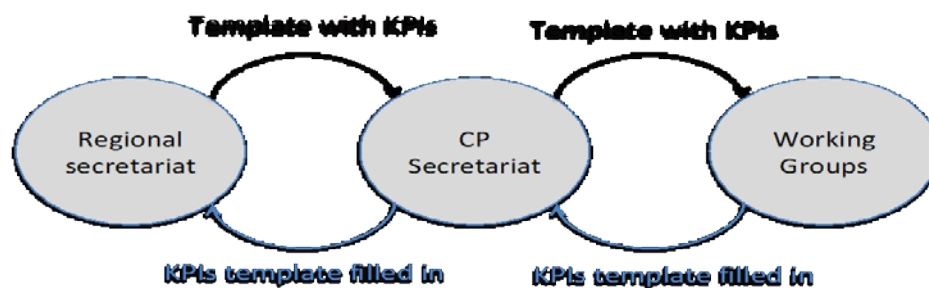 Template with KPIs
Template with KPIs
Regional
secretariat
CP
Secretariat
Working
Groups
KPIs template filled in
KPIs template filled in